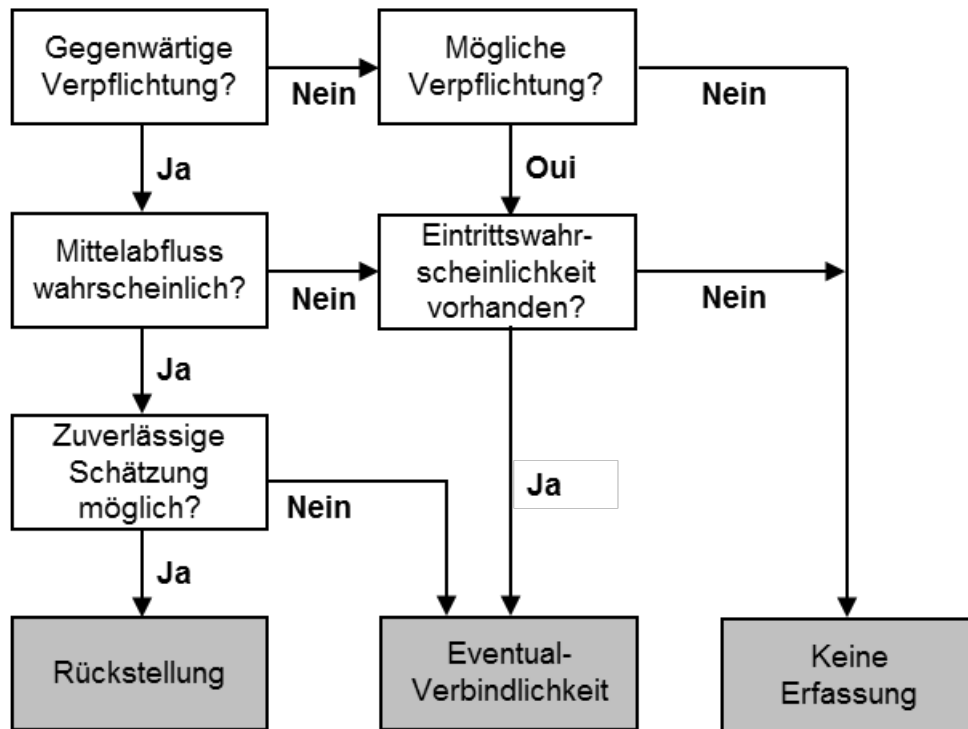 Gegenwärtige
Verpflichtung?
Nein
Mögliche
Verpflichtung?
Nein
Ja
Oui
Mittelabfluss
wahrscheinlich?
Nein
Eintrittswahr-
scheinlichkeit
vorhanden?
Nein
Ja
Zuverlässige
Schätzung
möglich?
Nein
Ja
Ja
Rückstellung
Eventual-
Verbindlichkeit
Keine
Erfassung